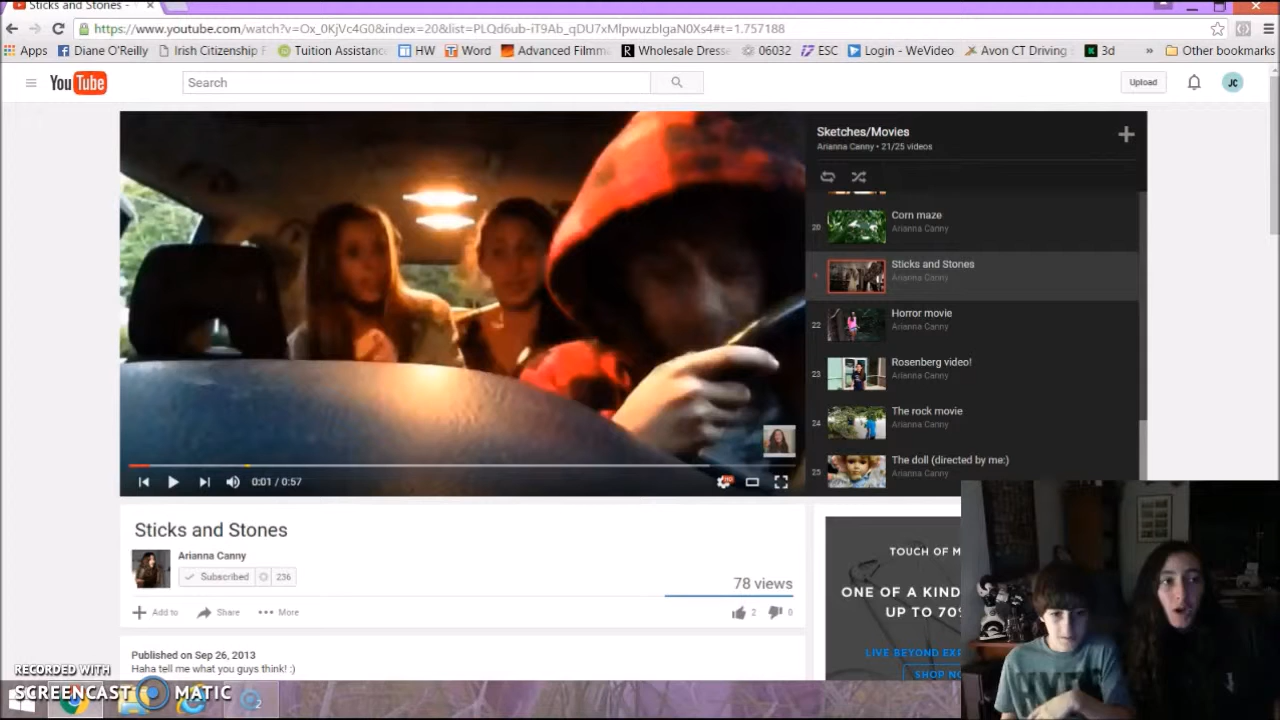 Sticks and Stones -
https://www.youtube.com/watch?v=Ox_0KjVc4G0&index=20&list=PLQd6ub-iT9Ab_qDU7xMlpwuzbIgaN0Xs4#t=1.757188
Apps Diane O'Reilly Irish Citizenship F Tuition Assistance HW Word Advanced Filmm Wholesale Dresse 06032 ESC Login - WeVideo Avon CT Driving 3d » Other bookmarks
YouTube Search Upload JC
Sketches/Movies
Arianna Canny • 21/25 videos
20 Corn maze
Arianna Canny
Sticks and Stones
Arianna Canny
22 Horror movie
Arianna Canny
23 Rosenberg video!
Arianna Canny
24 The rock movie
Arianna Canny
25 The doll (directed by me:)
Arianna Canny
0:01 / 0:57 HD
Sticks and Stones
Arianna Canny
Subscribed 236
78 views
Add to Share More 2 0
Published on Sep 26, 2013
Haha tell me what you guys think! :)
TOUCH OF M
ONE OF A KIND
UP TO 70%
LIVE BEYOND EXP
SHOP NO
RECORDED WITH
SCREENCAST MATIC